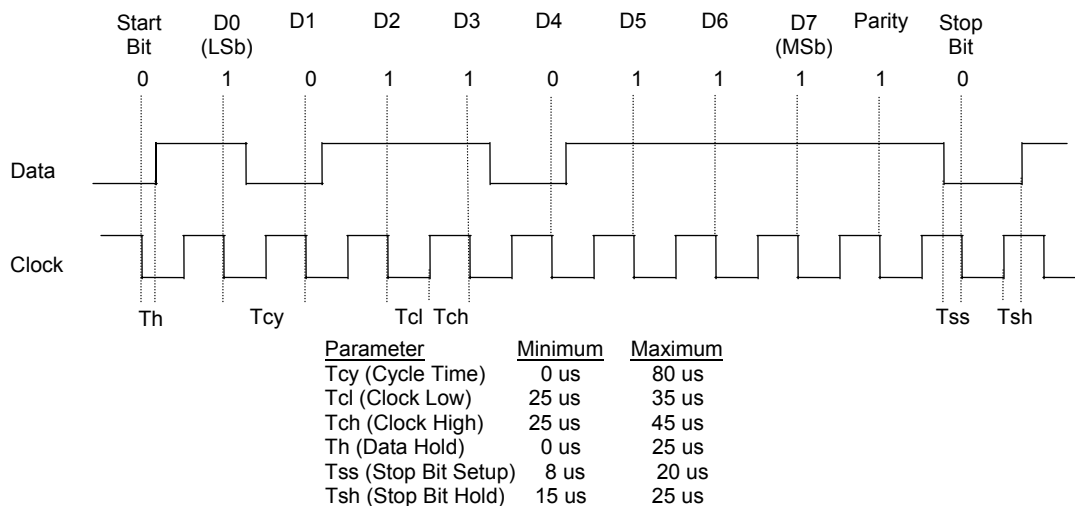 Start Bit D0 (LSb) D1 D2 D3 D4 D5 D6 D7 (MSb) Parity Stop Bit
0 1 0 1 1 0 1 1 1 1 0
Data
Clock
Th Tcy Tcl Tch Tss Tsh
Parameter Minimum Maximum
Tcy (Cycle Time) 0 us 80 us
Tcl (Clock Low) 25 us 35 us
Tch (Clock High) 25 us 45 us
Th (Data Hold) 0 us 25 us
Tss (Stop Bit Setup) 8 us 20 us
Tsh (Stop Bit Hold) 15 us 25 us